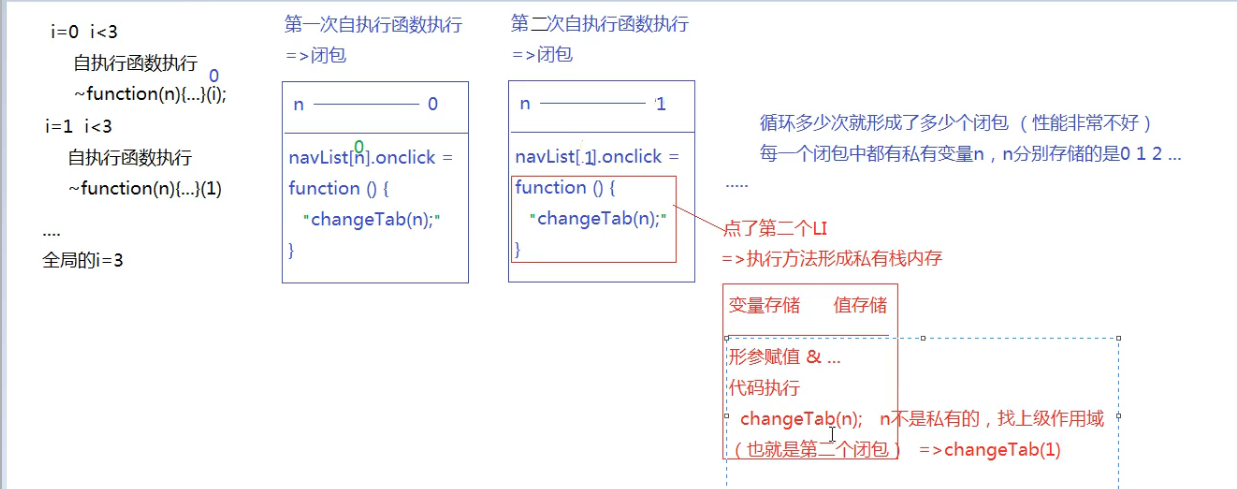 i=0  i<3
自执行函数执行
0
~function(n){...}(i);
i=1  i<3
自执行函数执行
~function(n){...}(1)
....
全局的i=3
第一次自执行函数执行
=>闭包
n 0
0
navList[n].onclick =
function () {
"changeTab(n);"
}
第二次自执行函数执行
=>闭包
n 1
navList[ 1].onclick =
function () {
"changeTab(n);"
}
循环多少次就形成了多少个闭包（性能非常不好）
每一个闭包中都有私有变量n，n分别存储的是0 1 2 ...
.....
点了第二个LI
=>执行方法形成私有栈内存
变量存储 值存储
形参赋值 & ...
代码执行
changeTab(n); n不是私有的，找上级作用域
（也就是第二个闭包） =>changeTab(1)